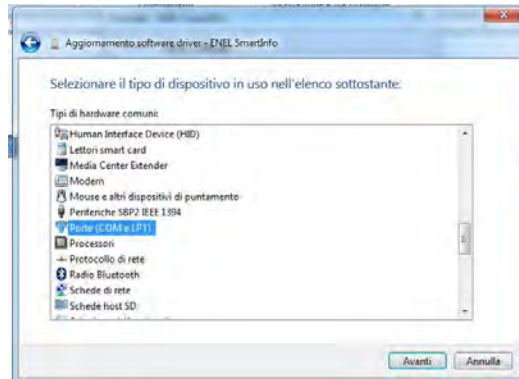 Aggiornamento software driver - ENEL SmartInfo
Selezionare il tipo di dispositivo in uso nell'elenco sottostante.
Tipi di hardware comuni:
Human Interface Device (HID)
Lettori smart card
Media Center Extender
Modem
Mouse e altri dispositivi di puntamento
Periferiche SBP2 IEEE 1394
Porte (COM e LPT)
Processori
Protocollo di rete
Radio Bluetooth
Schede di rete
Schede host SD
Avanti
Annulla